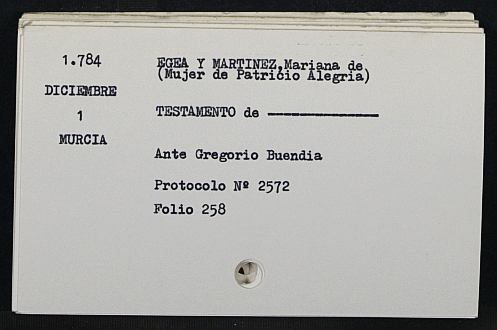 1.784
DICIEMBRE
1
MURCIA
EGEA Y MARTINEZ,Mariana de
(Mujer de Patricio Alegria)
TESTAMENTO de ----------------
Ante Gregorio Buendia
Protocolo Nº 2572
Folio 258